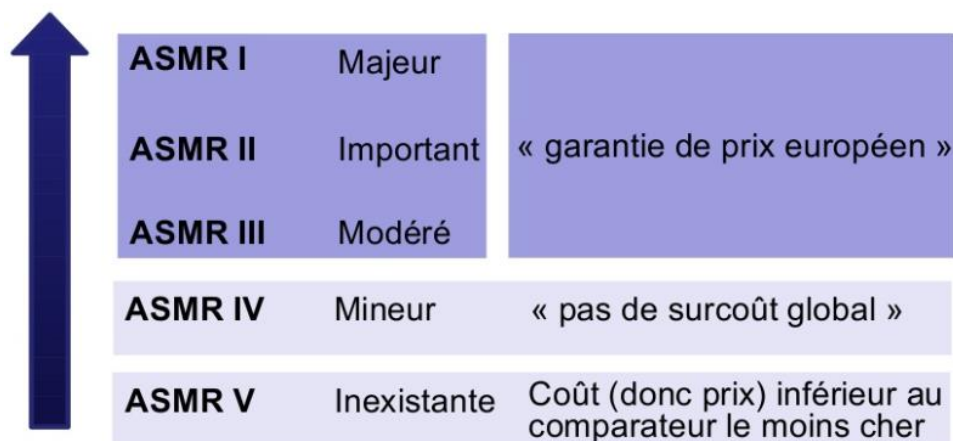 ASMR I Majeur
ASMR II Important « garantie de prix européen »
ASMR III Modéré
ASMR IV Mineur « pas de surcoût global »
ASMR V Inexistante Coût (donc prix) inférieur au
comparateur le moins cher